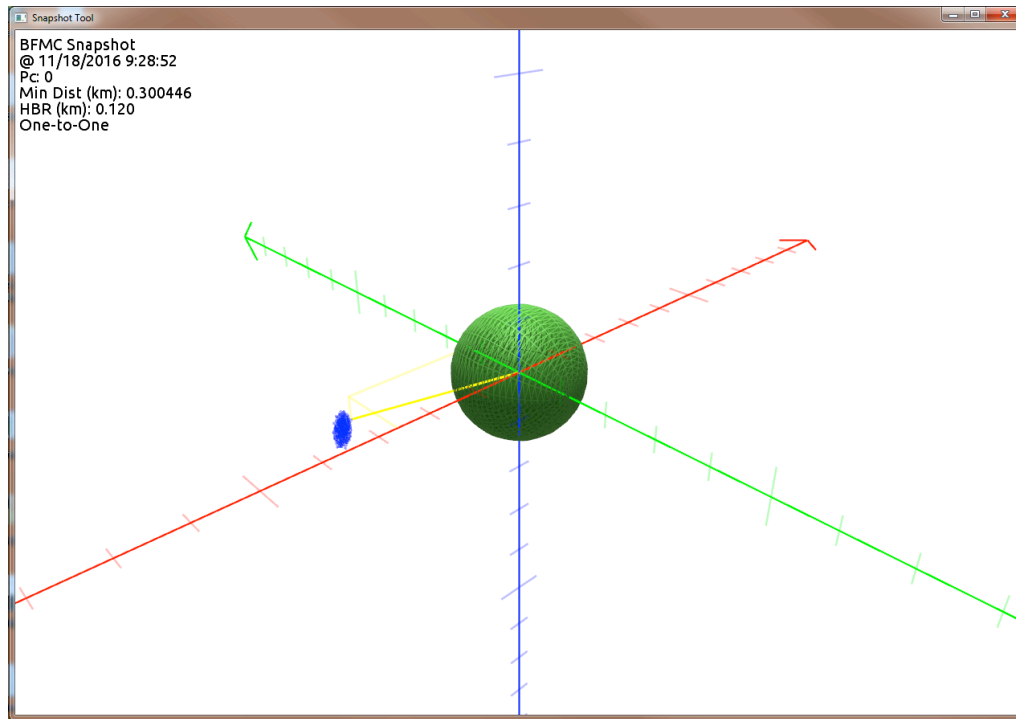 Snapshot Tool
BFMC Snapshot
@ 11/18/2016 9:28:52
Pc: 0
Min Dist (km): 0.300446
HBR (km): 0.120
One-to-One